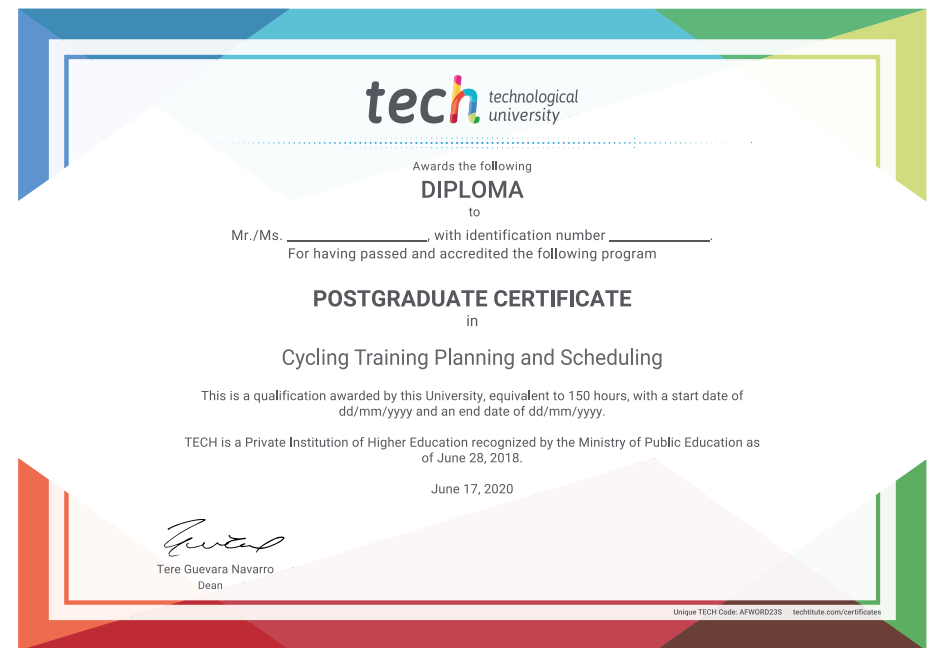 tech technological
university
Awards the following
DIPLOMA
to
Mr./Ms. ____________________, with identification number ______________.
For having passed and accredited the following program
POSTGRADUATE CERTIFICATE
in
Cycling Training Planning and Scheduling
This is a qualification awarded by this University, equivalent to 150 hours, with a start date of
dd/mm/yyyy and an end date of dd/mm/yyyy.
TECH is a Private Institution of Higher Education recognized by the Ministry of Public Education as
of June 28, 2018.
June 17, 2020
Tere Guevara Navarro
Dean
Unique TECH Code: AFWORD23S techtitute.com/certificates